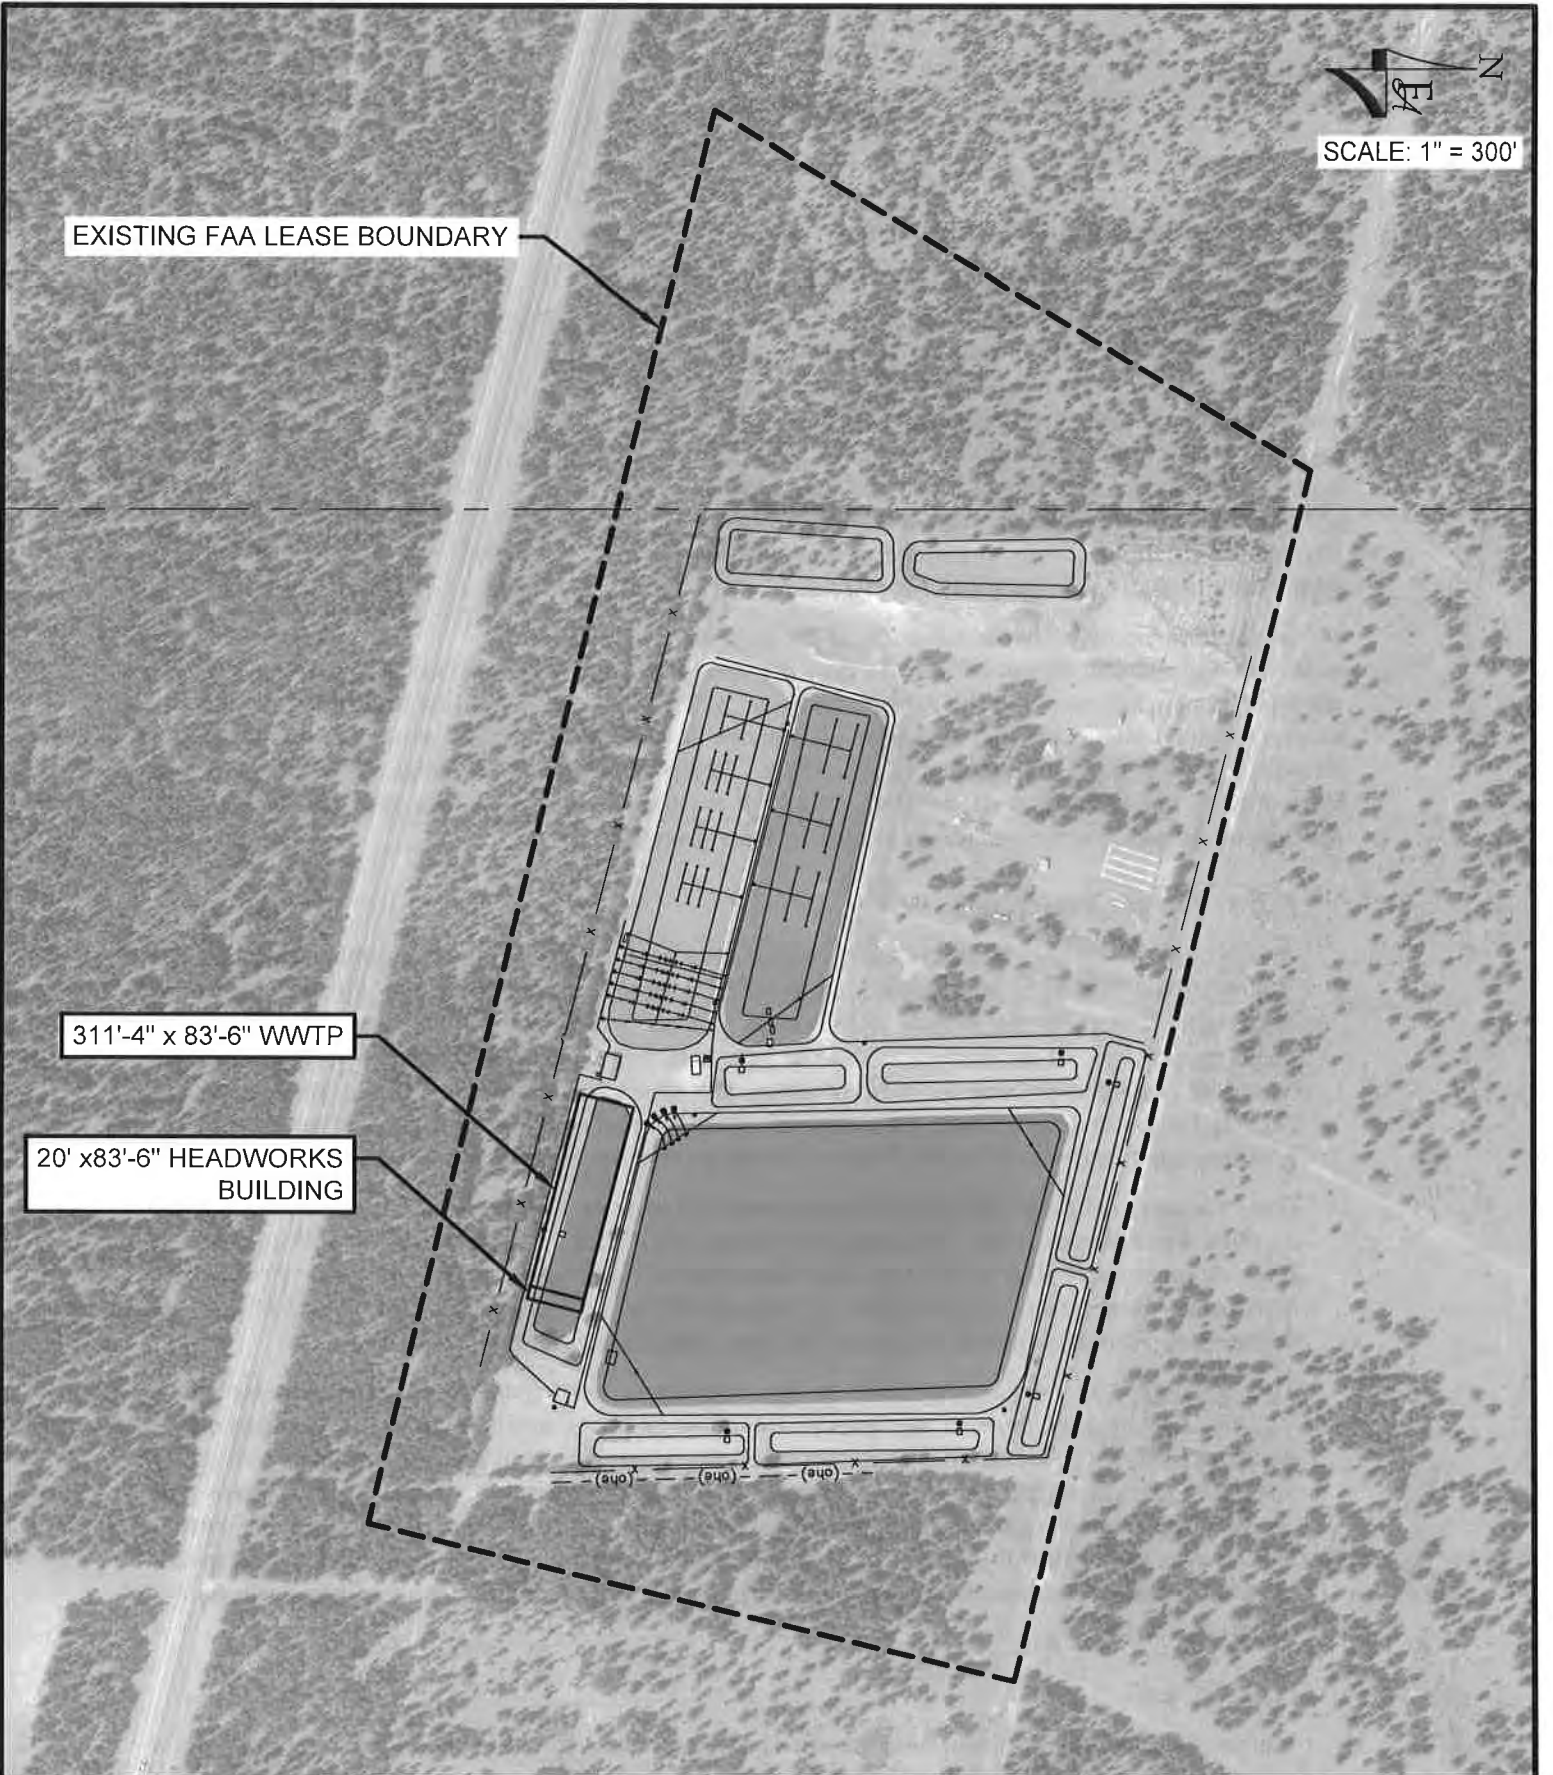 N
SCALE: 1" = 300'
EXISTING FAA LEASE BOUNDARY
311'-4" x 83'-6" WWTP
20' x83'-6" HEADWORKS
BUILDING
(ohe) (ohe) (ohe)